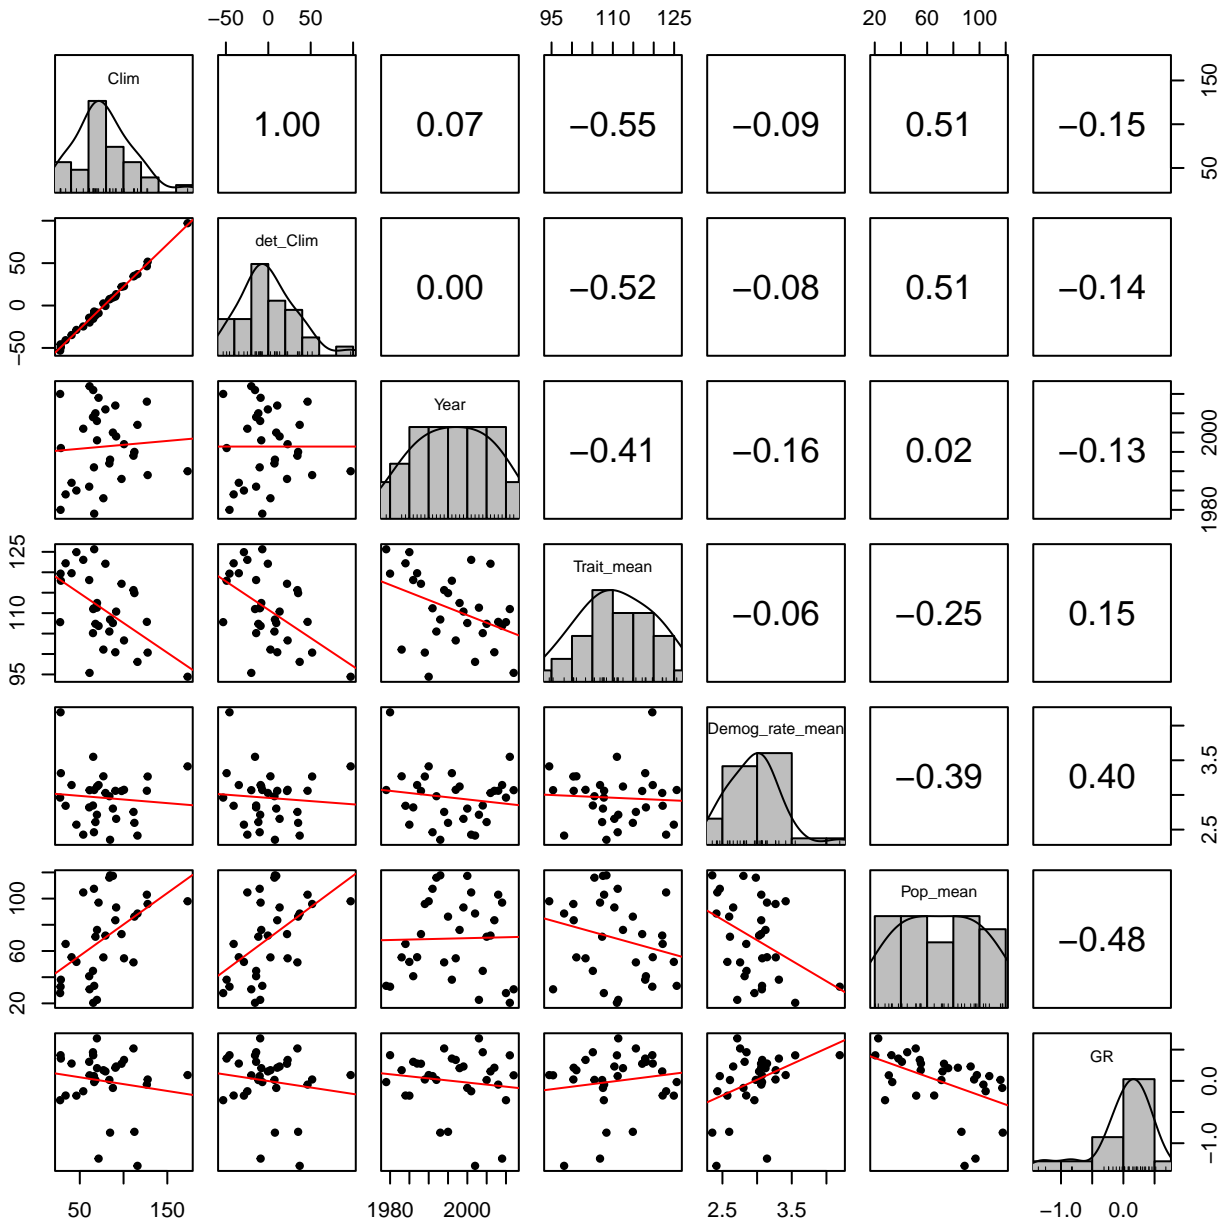 −50 0 50 95 110 125 20 60 100
Clim 1.00 0.07 −0.55 −0.09 0.51 −0.15 50 150
−50 0 50 det_Clim 0.00 −0.52 −0.08 0.51 −0.14
Year −0.41 −0.16 0.02 −0.13 1980 2000
95 110 125 Trait_mean −0.06 −0.25 0.15
Demog_rate_mean −0.39 0.40 2.5 3.5
20 60 100 Pop_mean −0.48
GR −1.0 0.0
50 150 1980 2000 2.5 3.5 −1.0 0.0